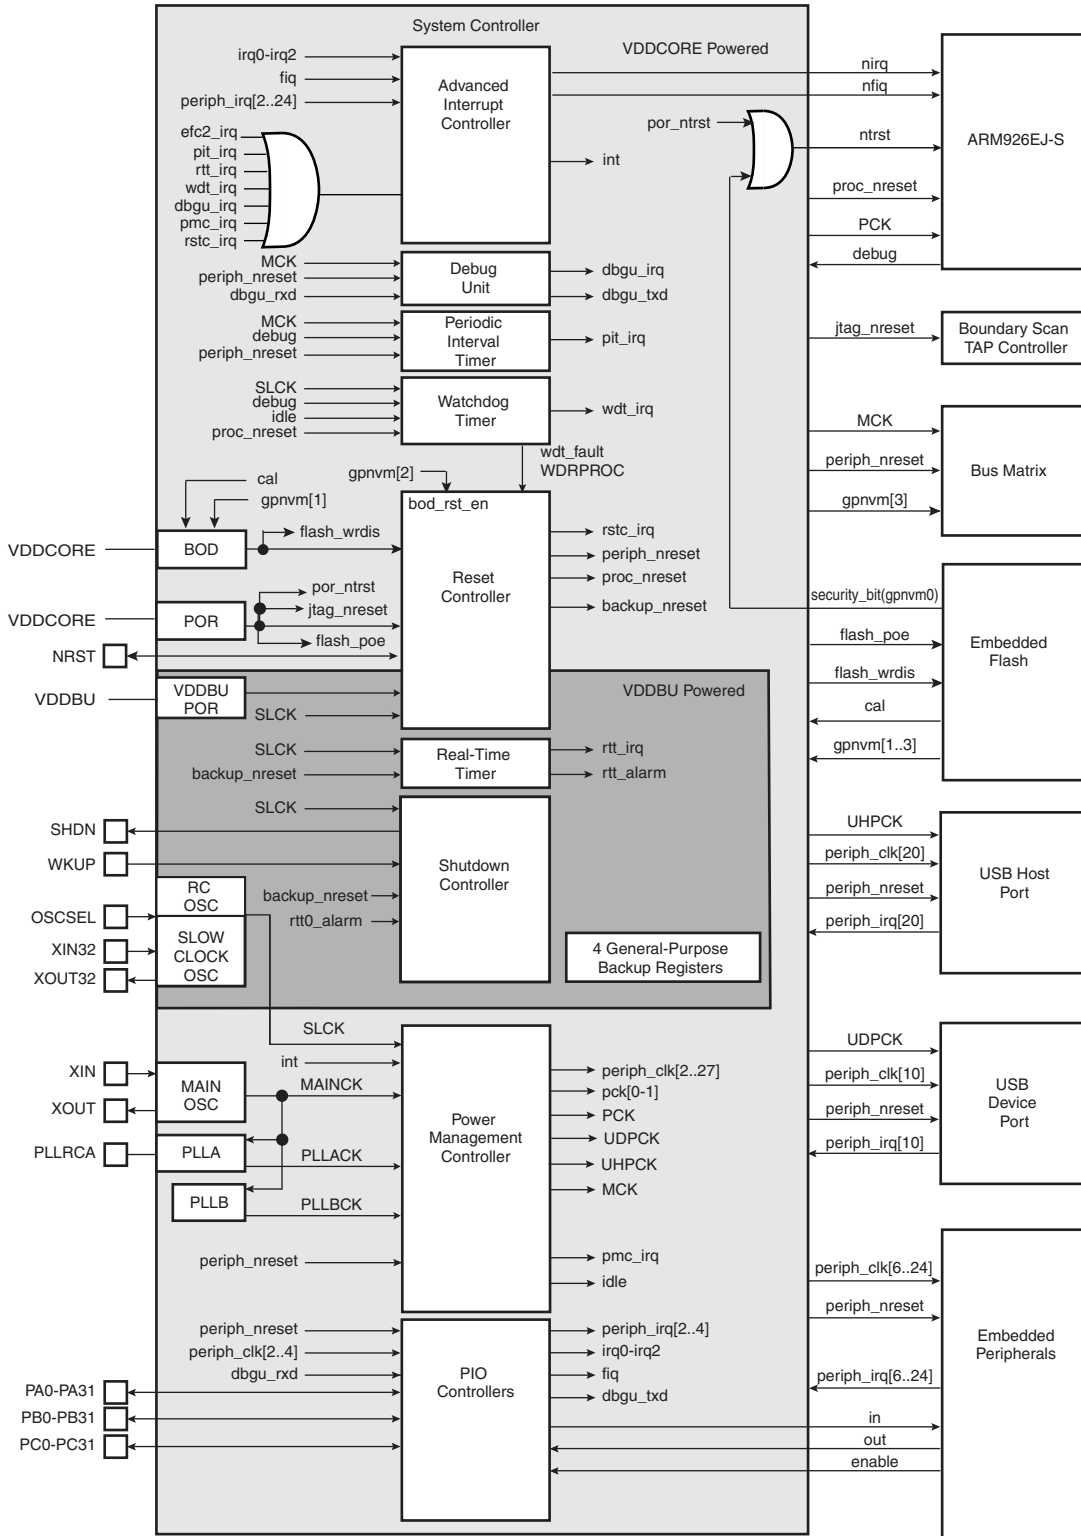 System Controller
VDDCORE Powered
irq0-irq2
fiq
periph_irq[2..24]
efc2_irq
pit_irq
rtt_irq
wdt_irq
dbgu_irq
pmc_irq
rstc_irq
Advanced
Interrupt
Controller
int
por_ntrst
nirq
nfiq
ntrst
proc_nreset
PCK
debug
ARM926EJ-S
MCK
periph_nreset
dbgu_rxd
Debug
Unit
dbgu_irq
dbgu_txd
MCK
debug
periph_nreset
Periodic
Interval
Timer
pit_irq
jtag_nreset
Boundary Scan
TAP Controller
SLCK
debug
idle
proc_nreset
Watchdog
Timer
wdt_irq
wdt_fault
WDRPROC
MCK
periph_nreset
gpnvm[3]
Bus Matrix
cal
gpnvm[1]
gpnvm[2]
bod_rst_en
VDDCORE
BOD
flash_wrdis
Reset
Controller
rstc_irq
periph_nreset
proc_nreset
backup_nreset
VDDCORE
POR
por_ntrst
jtag_nreset
flash_poe
NRST
security_bit(gpnvm0)
flash_poe
flash_wrdis
cal
gpnvm[1..3]
Embedded
Flash
VDDBU
VDDBU
POR
SLCK
VDDBU Powered
SLCK
backup_nreset
Real-Time
Timer
rtt_irq
rtt_alarm
SLCK
SHDN
WKUP
backup_nreset
rtt0_alarm
Shutdown
Controller
4 General-Purpose
Backup Registers
UHPCK
periph_clk[20]
periph_nreset
periph_irq[20]
USB Host
Port
RC
OSC
OSCSEL
XIN32
XOUT32
SLOW
CLOCK
OSC
SLCK
int
XIN
XOUT
MAIN
OSC
MAINCK
PLLRCA
PLLA
PLLACK
PLLB
PLLBCK
periph_nreset
Power
Management
Controller
periph_clk[2..27]
pck[0-1]
PCK
UDPCK
UHPCK
MCK
pmc_irq
idle
UDPCK
periph_clk[10]
periph_nreset
periph_irq[10]
USB
Device
Port
periph_nreset
periph_clk[2..4]
dbgu_rxd
PA0-PA31
PB0-PB31
PC0-PC31
PIO
Controllers
periph_irq[2..4]
irq0-irq2
fiq
dbgu_txd
periph_clk[6..24]
periph_nreset
periph_irq[6..24]
in
out
enable
Embedded
Peripherals